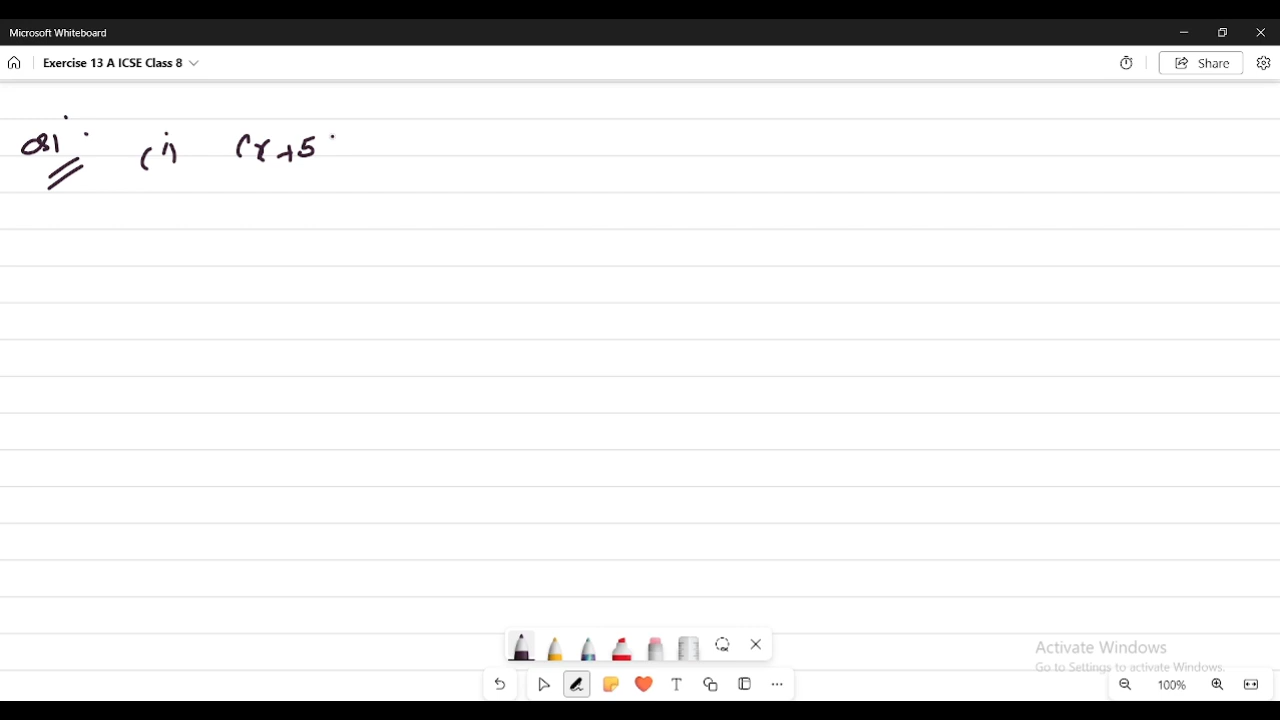 Microsoft Whiteboard
Exercise 13 A ICSE Class 8
Share
Q1. (i) (x+5
Activate Windows
Go to Settings to activate Windows.
100%